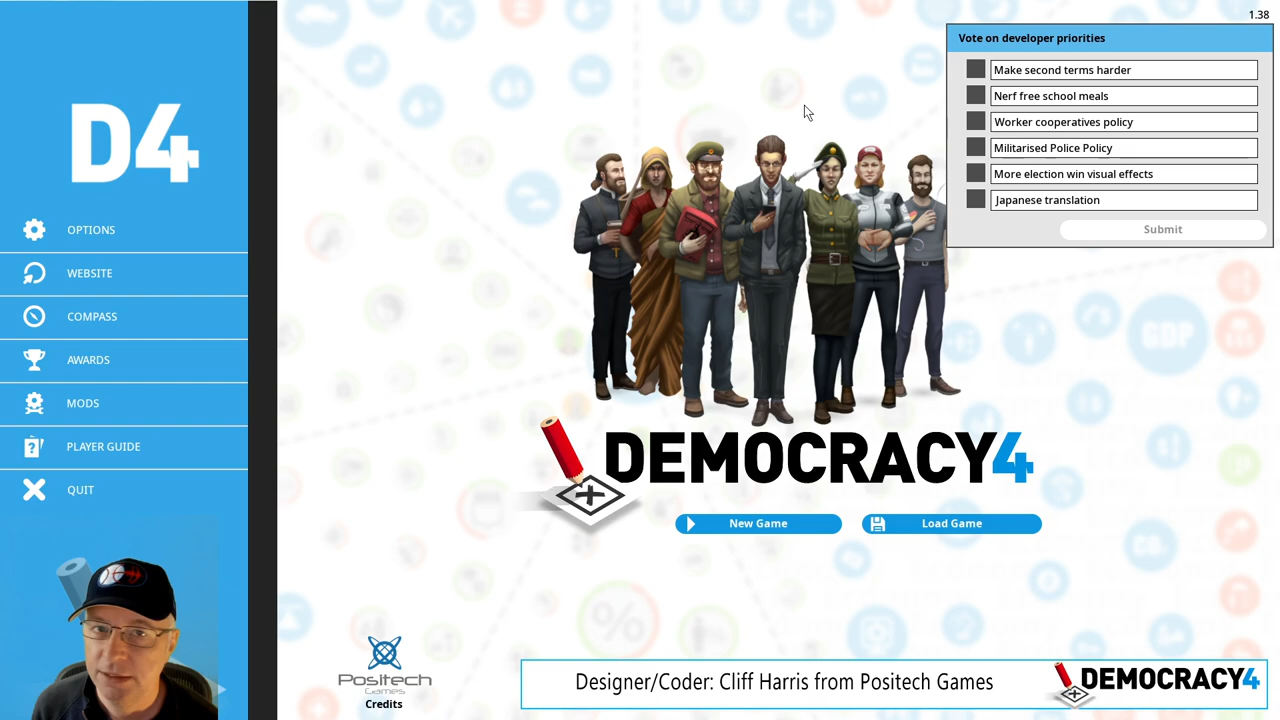 1.38
D4
OPTIONS
WEBSITE
COMPASS
AWARDS
MODS
PLAYER GUIDE
QUIT
Vote on developer priorities
Make second terms harder
Nerf free school meals
Worker cooperatives policy
Militarised Police Policy
More election win visual effects
Japanese translation
Submit
GDP
DEMOCRACY4
New Game
Load Game
%
Positech
Games
Credits
Designer/Coder: Cliff Harris from Positech Games
DEMOCRACY4